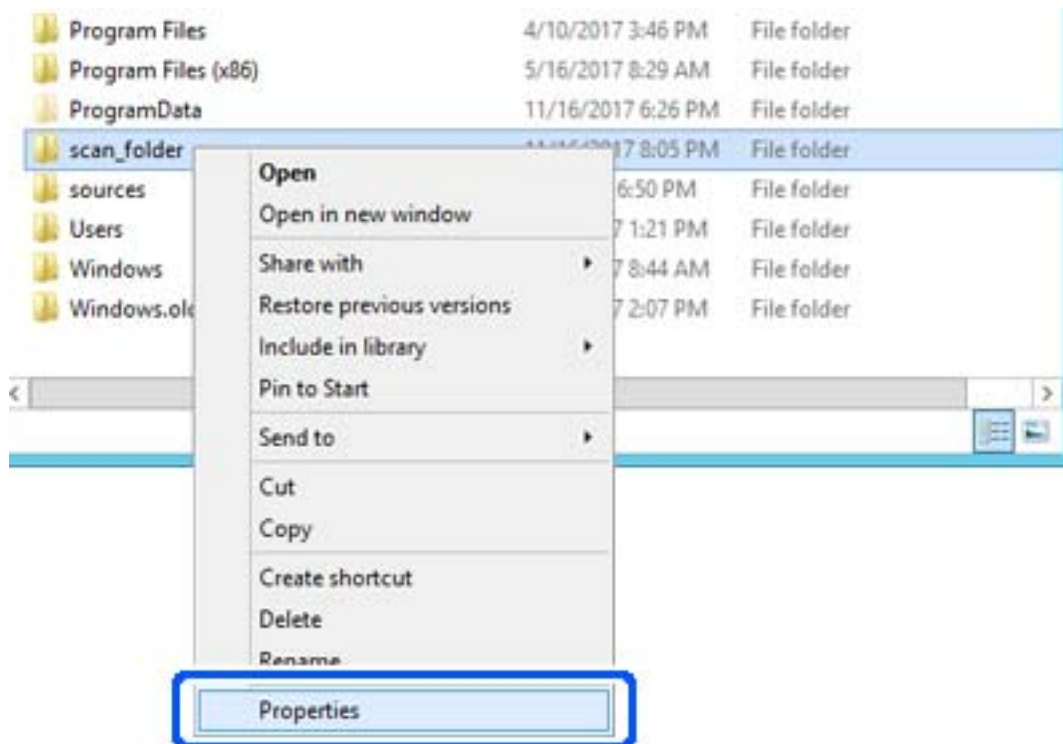 Program Files 4/10/2017 3:46 PM File folder
Program Files (x86) 5/16/2017 8:29 AM File folder
ProgramData 11/16/2017 6:26 PM File folder
scan_folder 17 8:05 PM File folder
sources 6:50 PM File folder
Users 7 1:21 PM File folder
Windows 7 8:44 AM File folder
Windows.old 7 2:07 PM File folder
Open
Open in new window
Share with
Restore previous versions
Include in library
Pin to Start
Send to
Cut
Copy
Create shortcut
Delete
Rename
Properties